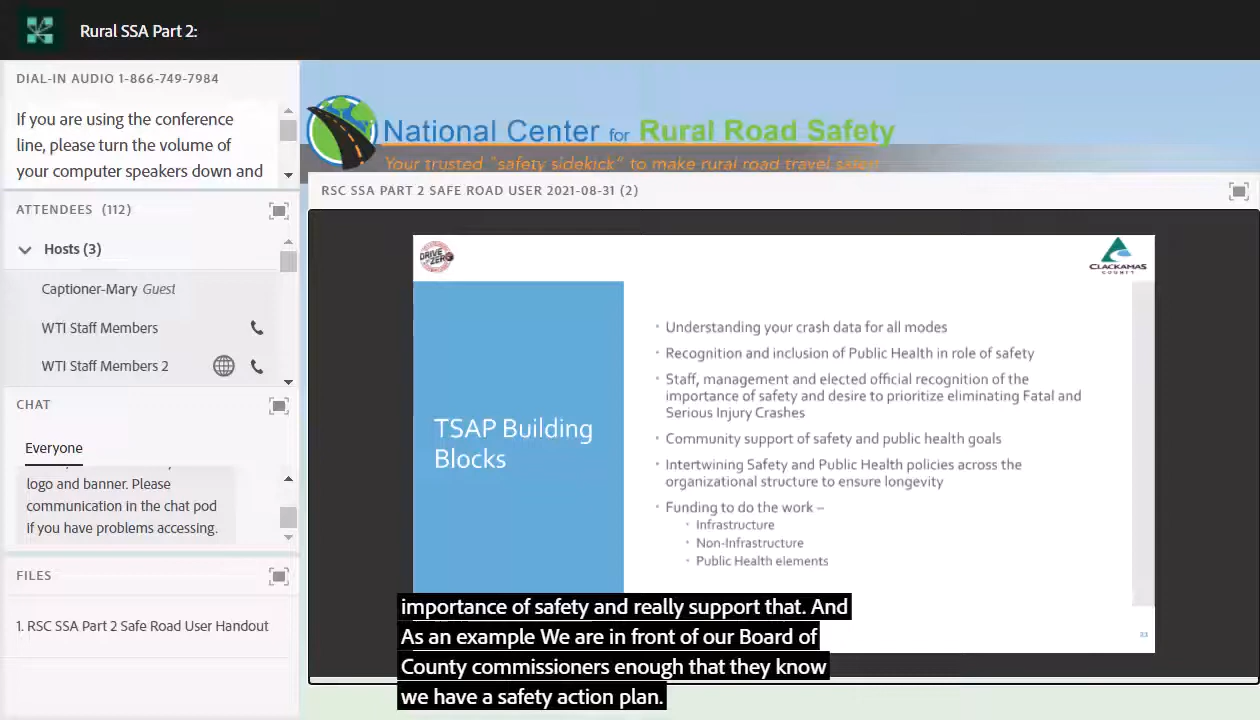 Rural SSA Part 2:
DIAL-IN AUDIO 1-866-749-7984
If you are using the conference
line, please turn the volume of
your computer speakers down and
ATTENDEES (112)
Hosts (3)
Captioner-Mary Guest
WTI Staff Members
WTI Staff Members 2
CHAT
Everyone
logo and banner. Please
communication in the chat pod
if you have problems accessing.
FILES
1. RSC SSA Part 2 Safe Road User Handout
National Center for Rural Road Safety
Your trusted "safety sidekick" to make rural road travel safer!
RSC SSA PART 2 SAFE ROAD USER 2021-08-31 (2)
DRIVE TO ZERO
CLACKAMAS
COUNTY
TSAP Building
Blocks
• Understanding your crash data for all modes
• Recognition and inclusion of Public Health in role of safety
• Staff, management and elected official recognition of the
importance of safety and desire to prioritize eliminating Fatal and
Serious Injury Crashes
• Community support of safety and public health goals
• Intertwining Safety and Public Health policies across the
organizational structure to ensure longevity
• Funding to do the work –
• Infrastructure
• Non-Infrastructure
• Public Health elements
23
importance of safety and really support that. And
As an example We are in front of our Board of
County commissioners enough that they know
we have a safety action plan.